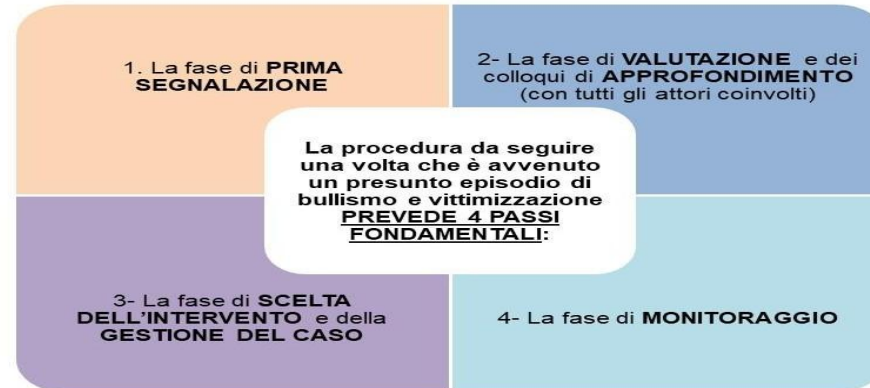 1. La fase di PRIMA
SEGNALAZIONE
2- La fase di VALUTAZIONE e dei
colloqui di APPROFONDIMENTO
(con tutti gli attori coinvolti)
La procedura da seguire
una volta che è avvenuto
un presunto episodio di
bullismo e vittimizzazione
PREVEDE 4 PASSI
FONDAMENTALI:
3- La fase di SCELTA
DELL'INTERVENTO e della
GESTIONE DEL CASO
4- La fase di MONITORAGGIO